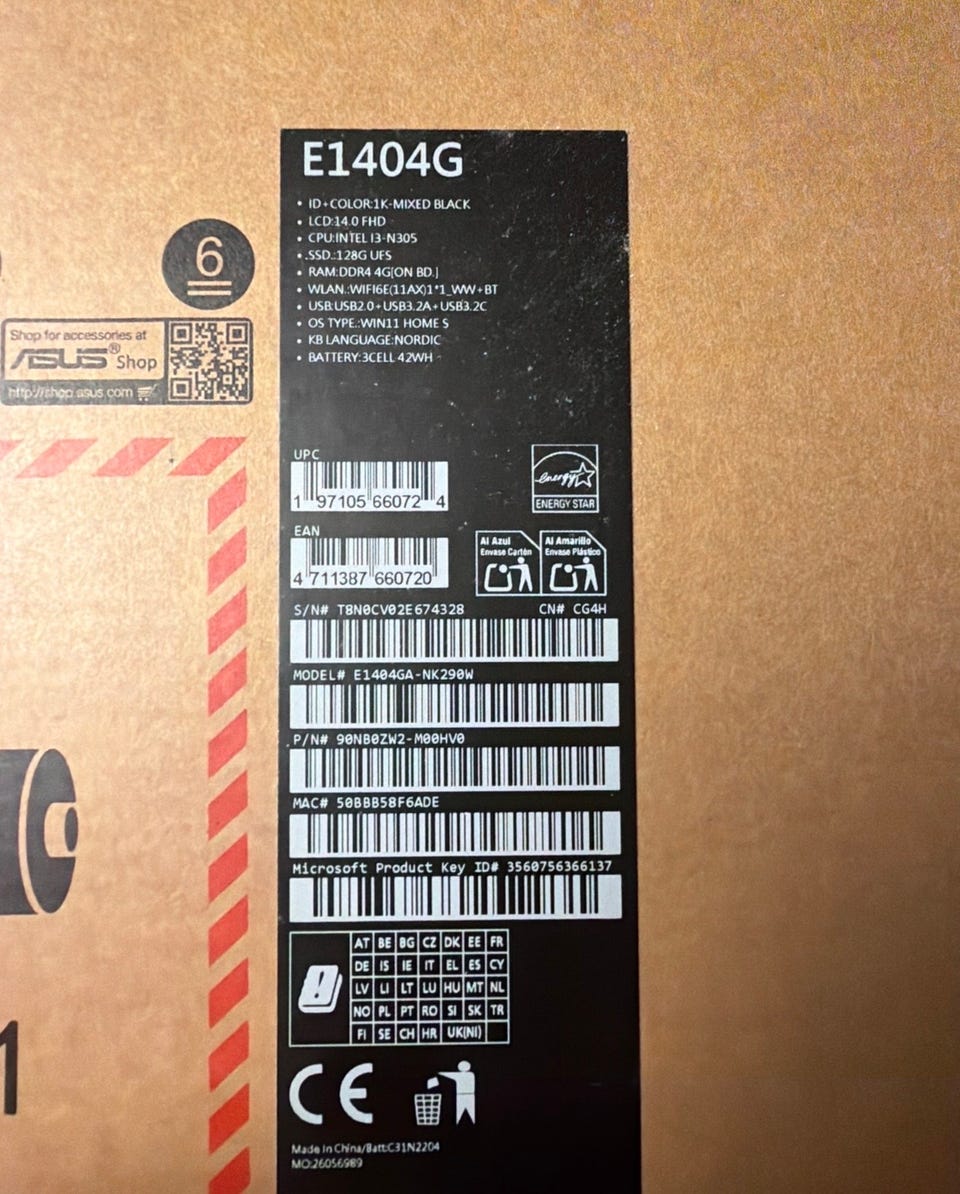 E1404G
• ID+COLOR:1K-MIXED BLACK
• LCD:14.0 FHD
• CPU:INTEL I3-N305
• SSD.:128G UFS
• RAM:DDR4 4G[ON BD.]
• WLAN.:WIFI6E(11AX)1*1_WW+BT
• USB:USB2.0+USB3.2A+USB3.2C
• OS TYPE.:WIN11 HOME S
• KB LANGUAGE:NORDIC
• BATTERY:3CELL 42WH
6
Shop for accessories at
ASUS® Shop
http://shop.asus.com
UPC
1 97105 66072 4
energy
ENERGY STAR
EAN
4 711387 660720
Al Azul
Envase Cartón
Al Amarillo
Envase Plástico
S/N# T8N0CV02E674328 CN# CG4H
MODEL# E1404GA-NK290W
P/N# 90NB0ZW2-M00HV0
MAC# 50BBB58F6ADE
Microsoft Product Key ID# 3560756366137
AT BE BG CZ DK EE FR
DE IS IE IT EL ES CY
LV LI LT LU HU MT NL
NO PL PT RO SI SK TR
FI SE CH HR UK(NI)
CE
Made In China/Batt:C31N2204
MO:26056989
1